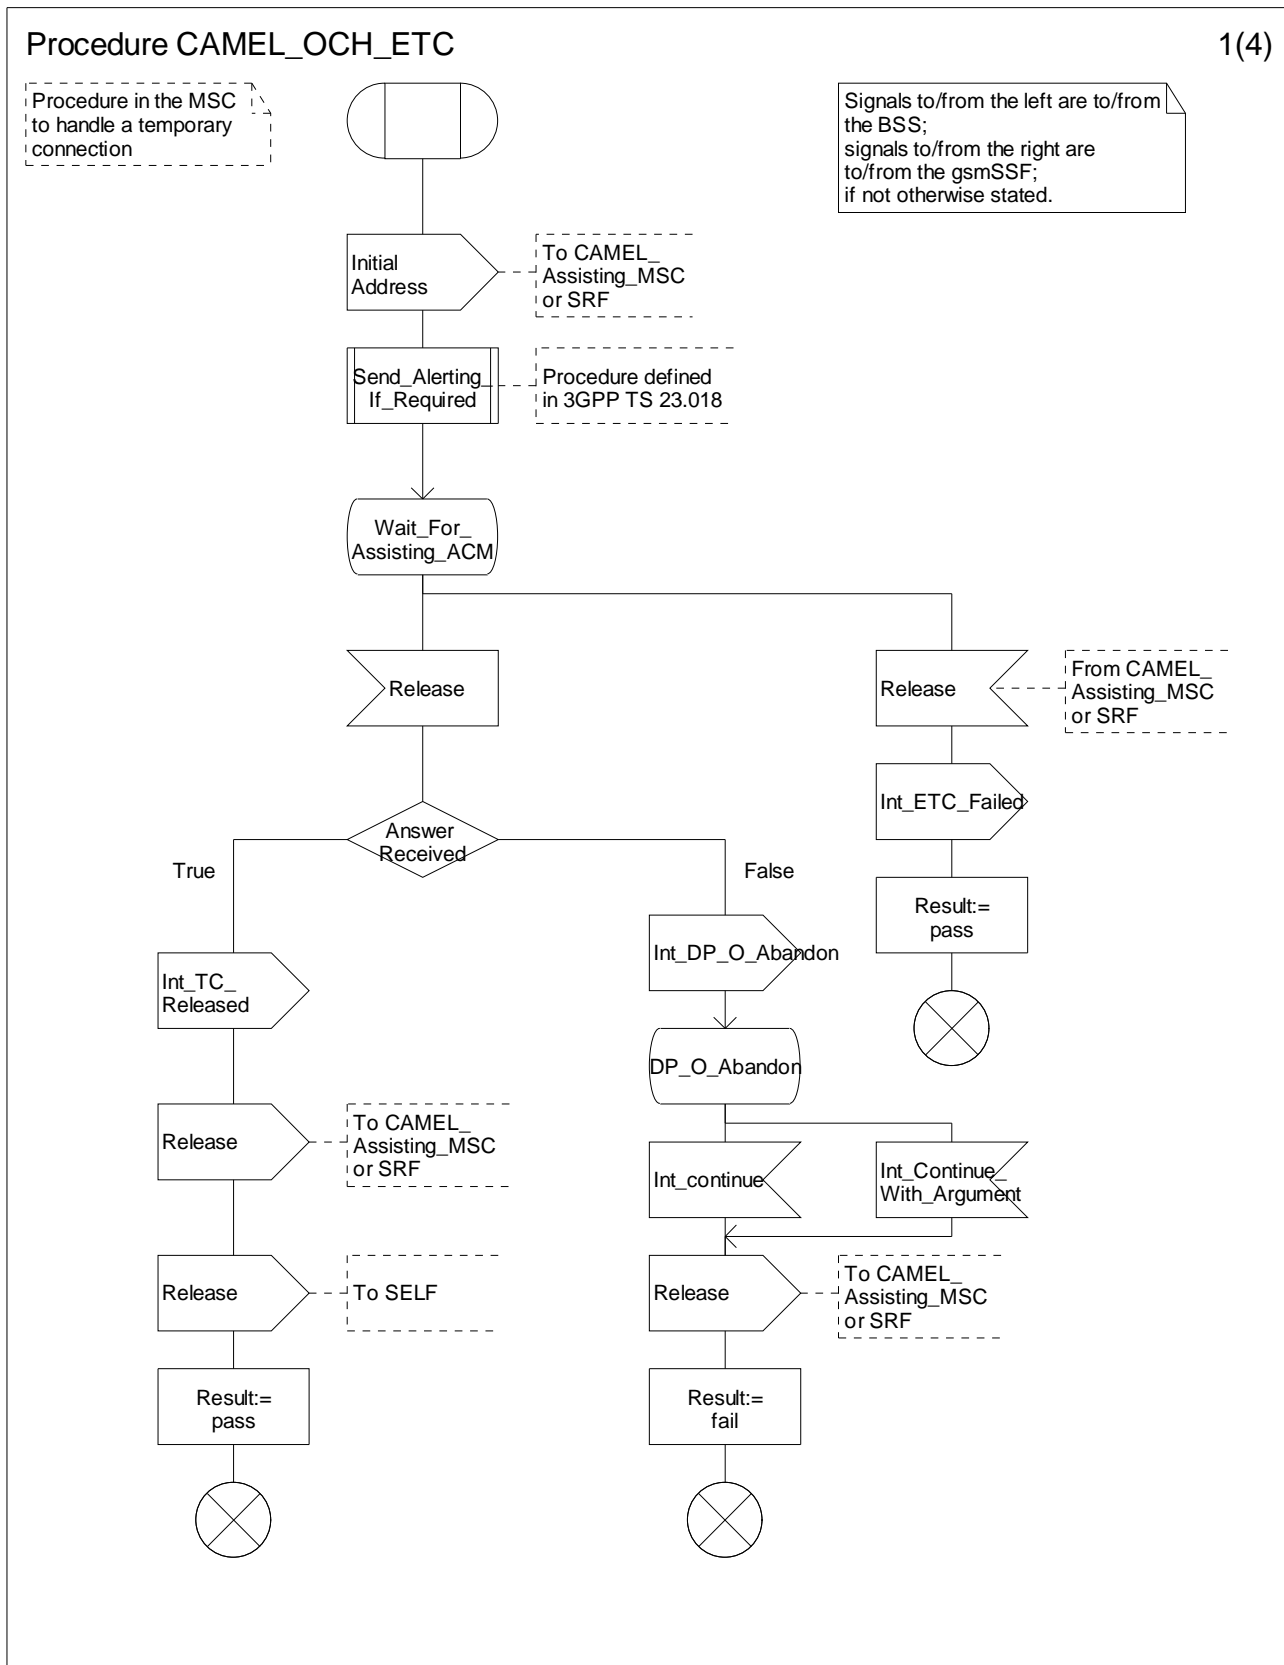 Procedure CAMEL_OCH_ETC
1(4)
Procedure in the MSC
to handle a temporary
connection
Signals to/from the left are to/from
the BSS;
signals to/from the right are
to/from the gsmSSF;
if not otherwise stated.
Initial
Address
To CAMEL_
Assisting_MSC
or SRF
Send_Alerting_
If_Required
Procedure defined
in 3GPP TS 23.018
Wait_For_
Assisting_ACM
Release
Release
From CAMEL_
Assisting_MSC
or SRF
Int_ETC_Failed
Answer
Received
True
False
Result:=
pass
Int_DP_O_Abandon
Int_TC_
Released
DP_O_Abandon
Release
To CAMEL_
Assisting_MSC
or SRF
Int_continue
Int_Continue_
With_Argument
Release
To SELF
Release
To CAMEL_
Assisting_MSC
or SRF
Result:=
pass
Result:=
fail